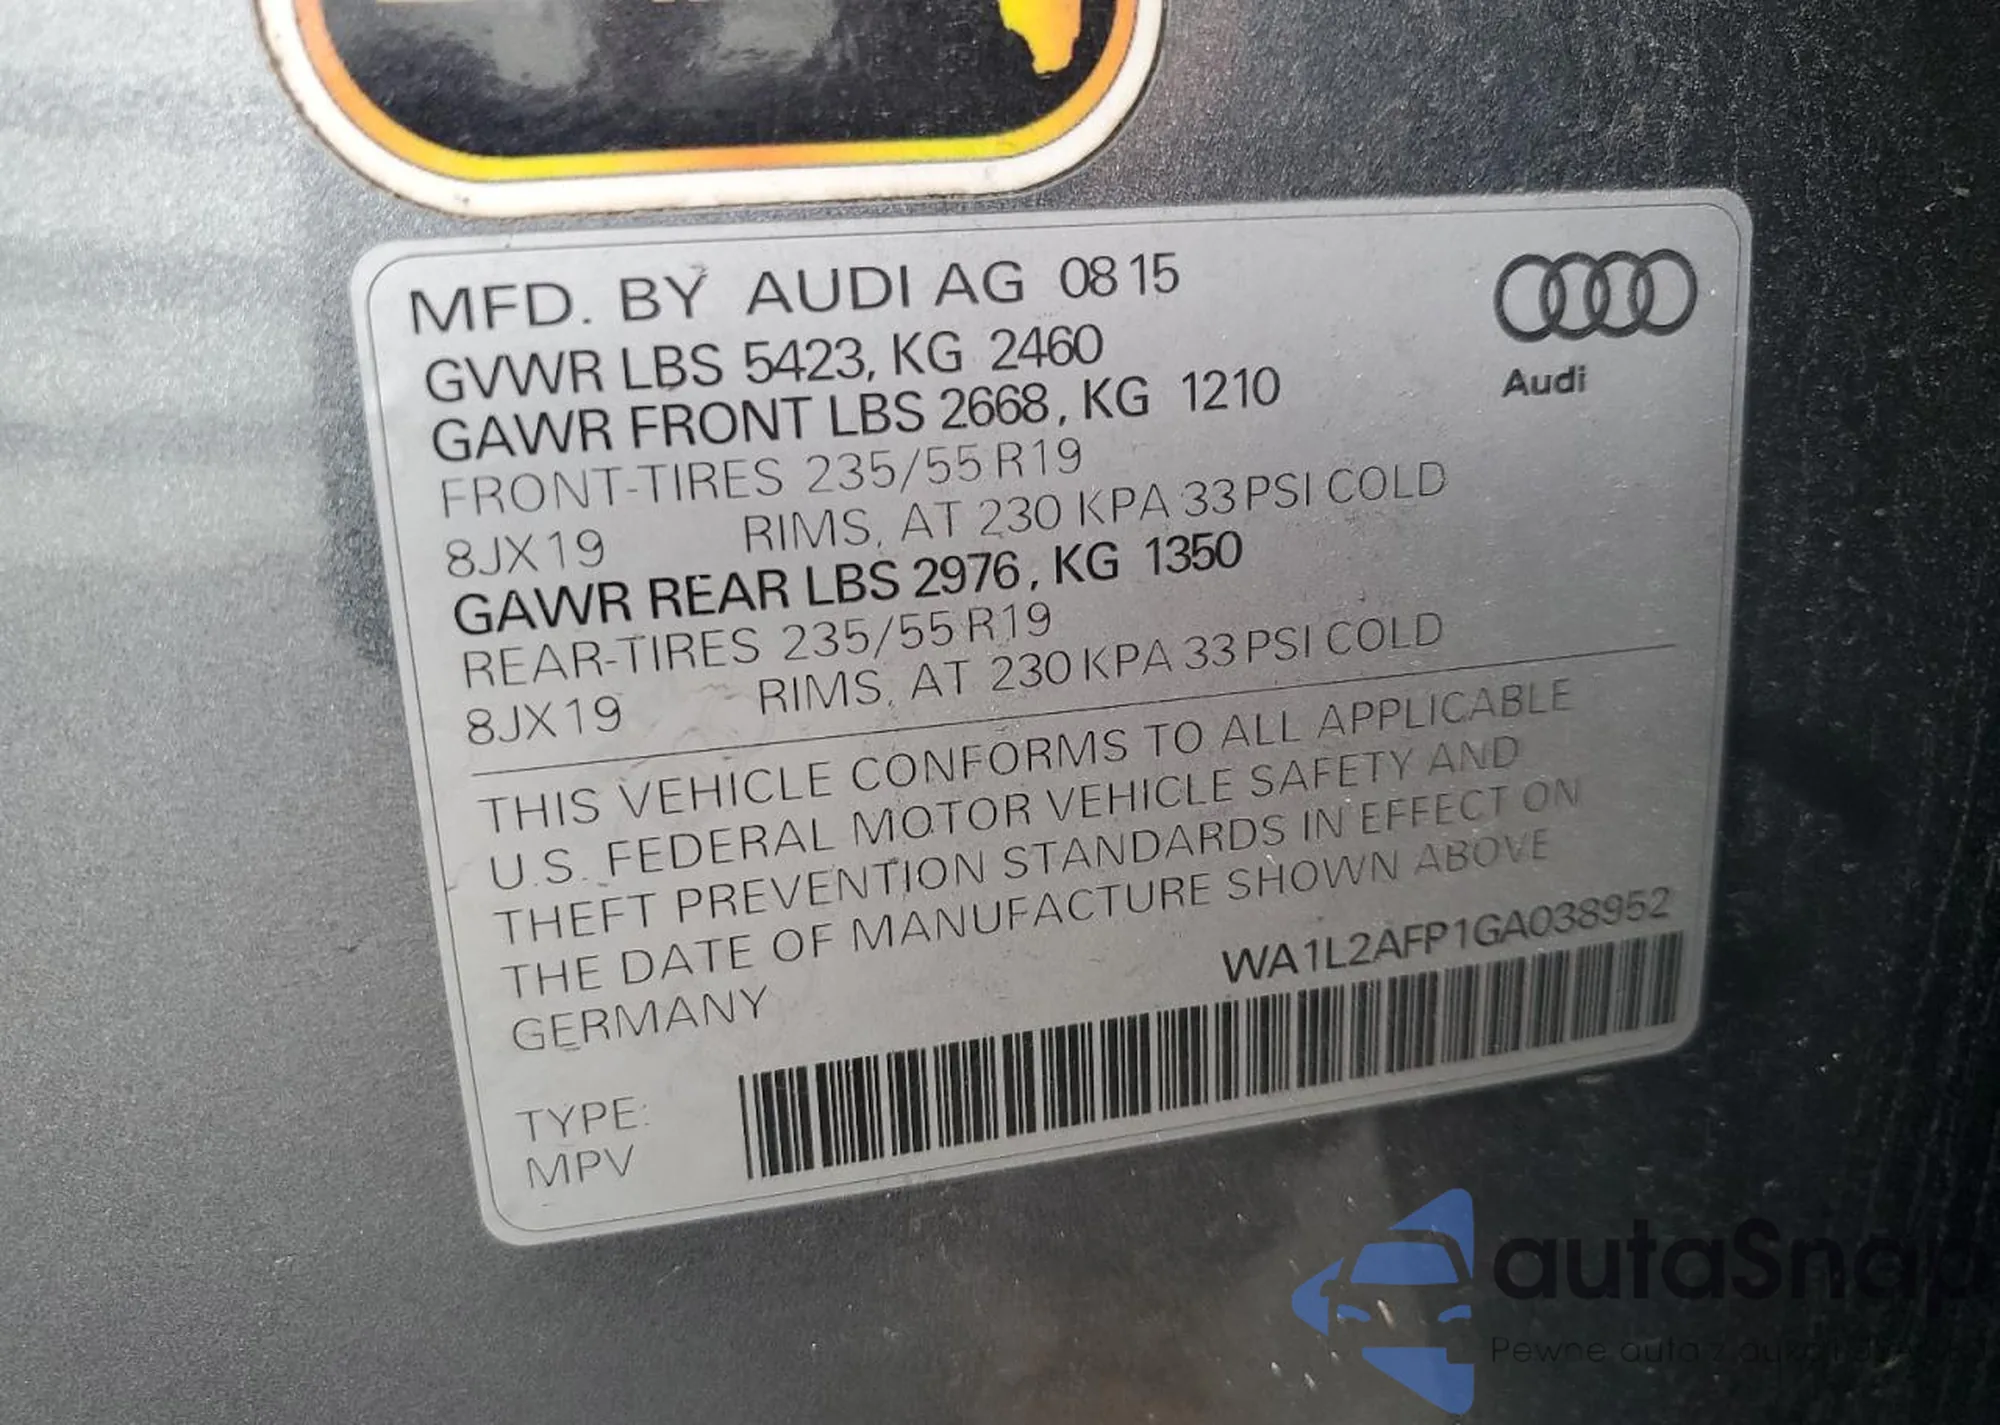 MFD. BY AUDI AG 08 15
GVWR LBS 5423, KG 2460
GAWR FRONT LBS 2668, KG 1210
FRONT-TIRES 235/55 R19
8JX19 RIMS, AT 230 KPA 33 PSI COLD
GAWR REAR LBS 2976, KG 1350
REAR-TIRES 235/55 R19
8JX19 RIMS, AT 230 KPA 33 PSI COLD
THIS VEHICLE CONFORMS TO ALL APPLICABLE
U.S. FEDERAL MOTOR VEHICLE SAFETY AND
THEFT PREVENTION STANDARDS IN EFFECT ON
THE DATE OF MANUFACTURE SHOWN ABOVE
GERMANY
WA1L2AFP1GA038952
TYPE:
MPV
Audi
autaSnap
Pewne auta z